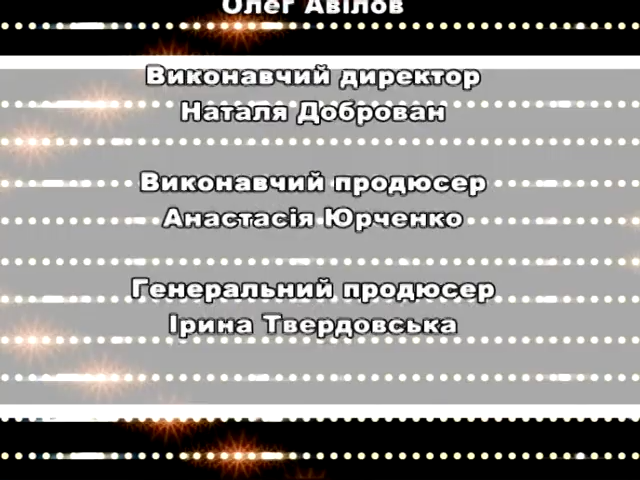 Олег Авілов
Виконавчий директор
Наталя Доброван
Виконавчий продюсер
Анастасія Юрченко
Генеральний продюсер
Ірина Твердовська